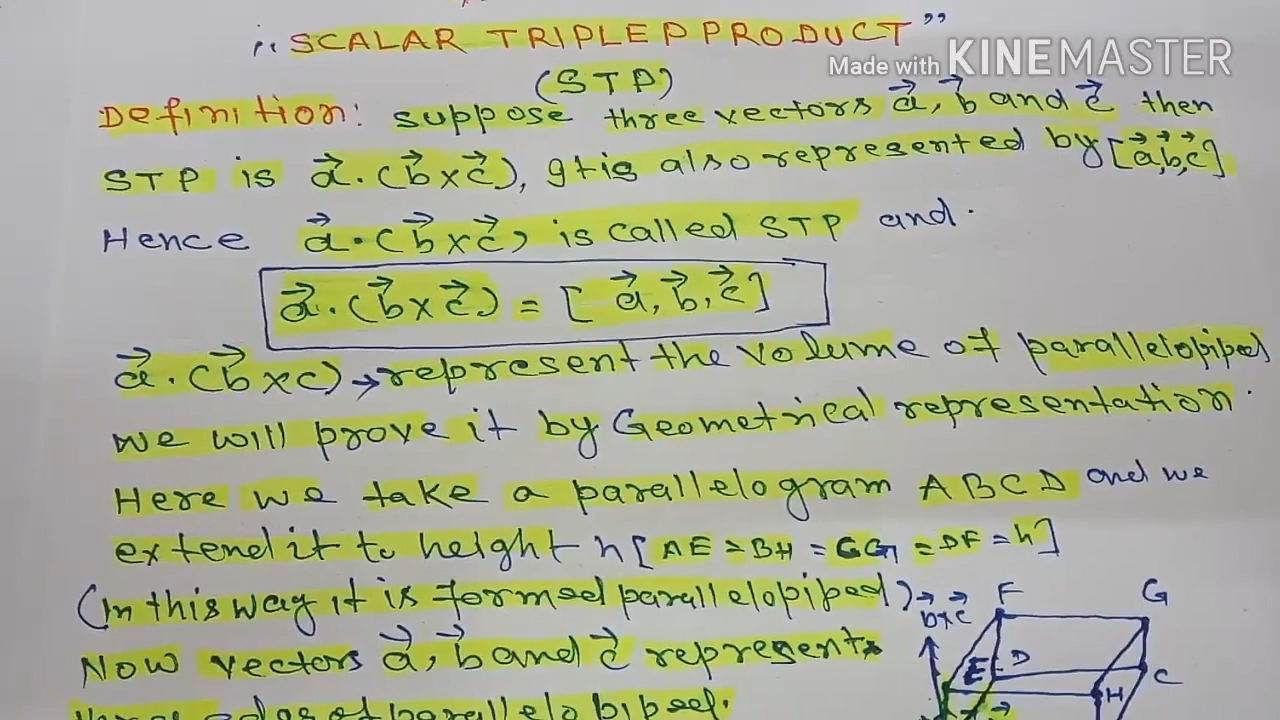 " SCALAR TRIPLEPPRODUCT "
Made with KINEMASTER
(STP)
Definition: suppose three vectors a⃗, b⃗ and c⃗ then
STP is a⃗.(b⃗×c⃗), It is also represented by [a⃗,b⃗,c⃗]
Hence a⃗.(b⃗×c⃗) is called STP and.
a⃗.(b⃗×c⃗) = [a⃗, b⃗, c⃗]
a⃗.(b⃗×c) → represent the volume of parallelopiped
we will prove it by Geometrical representation.
Here we take a parallelogram ABCD and we
extend it to height h [AE = BH = CG = DF = h]
(In this way it is formed parallelopiped)
b⃗×c⃗ F G
Now vectors a⃗, b⃗ and c⃗ represents
E D C
H
edges of parallelopiped.